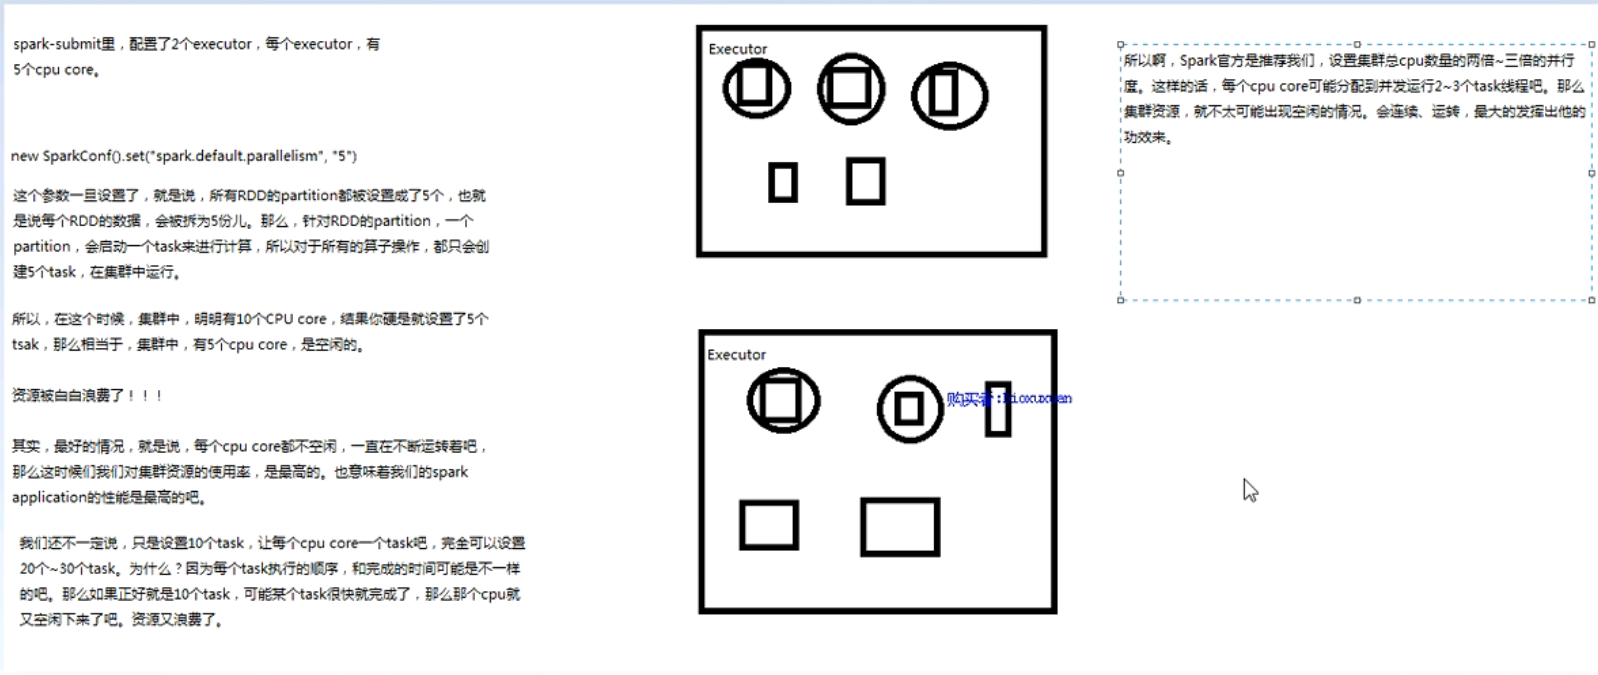 spark-submit里，配置了2个executor，每个executor，有
5个cpu core。
new SparkConf().set("spark.default.parallelism", "5")
这个参数一旦设置了，就是说，所有RDD的partition都被设置成了5个，也就
是说每个RDD的数据，会被拆为5份儿。那么，针对RDD的partition，一个
partition，会启动一个task来进行计算，所以对于所有的算子操作，都只会创
建5个task，在集群中运行。
所以，在这个时候，集群中，明明有10个CPU core，结果你硬是就设置了5个
tsak，那么相当于，集群中，有5个cpu core，是空闲的。
资源被白白浪费了！！！
其实，最好的情况，就是说，每个cpu core都不空闲，一直在不断运转着吧，
那么这时候们我们对集群资源的使用率，是最高的。也意味着我们的spark
application的性能是最高的吧。
我们还不一定说，只是设置10个task，让每个cpu core一个task吧，完全可以设置
20个~30个task。为什么？因为每个task执行的顺序，和完成的时间可能是不一样
的吧。那么如果正好就是10个task，可能某个task很快就完成了，那么那个cpu就
又空闲下来了吧。资源又浪费了。
Executor
Executor
购买者:
所以啊，Spark官方是推荐我们，设置集群总cpu数量的两倍~三倍的并行
度。这样的话，每个cpu core可能分配到并发运行2~3个task线程吧。那么
集群资源，就不太可能出现空闲的情况。会连续、运转，最大的发挥出他的
功效来。